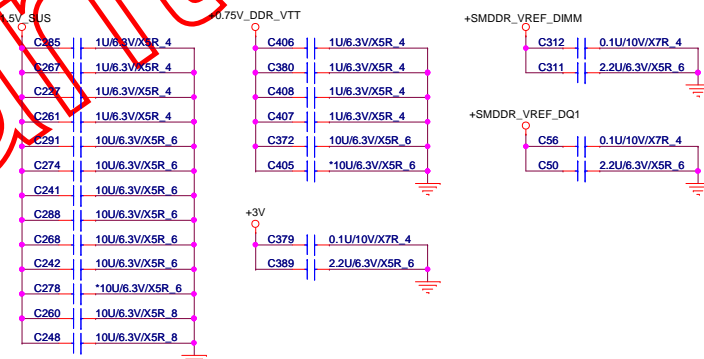 1.5V_SUS
C285 1U/6.3V/X5R_4
C267 1U/6.3V/X5R_4
C227 1U/6.3V/X5R_4
C261 1U/6.3V/X5R_4
C291 10U/6.3V/X5R_6
C274 10U/6.3V/X5R_6
C241 10U/6.3V/X5R_6
C288 10U/6.3V/X5R_6
C268 10U/6.3V/X5R_6
C242 10U/6.3V/X5R_6
C278 *10U/6.3V/X5R_6
C260 10U/6.3V/X5R_8
C248 10U/6.3V/X5R_8
+0.75V_DDR_VTT
C406 1U/6.3V/X5R_4
C380 1U/6.3V/X5R_4
C408 1U/6.3V/X5R_4
C407 1U/6.3V/X5R_4
C372 10U/6.3V/X5R_6
C405 *10U/6.3V/X5R_6
+3V
C379 0.1U/10V/X7R_4
C389 2.2U/6.3V/X5R_6
+SMDDR_VREF_DIMM
C312 0.1U/10V/X7R_4
C311 2.2U/6.3V/X5R_6
+SMDDR_VREF_DQ1
C56 0.1U/10V/X7R_4
C50 2.2U/6.3V/X5R_6